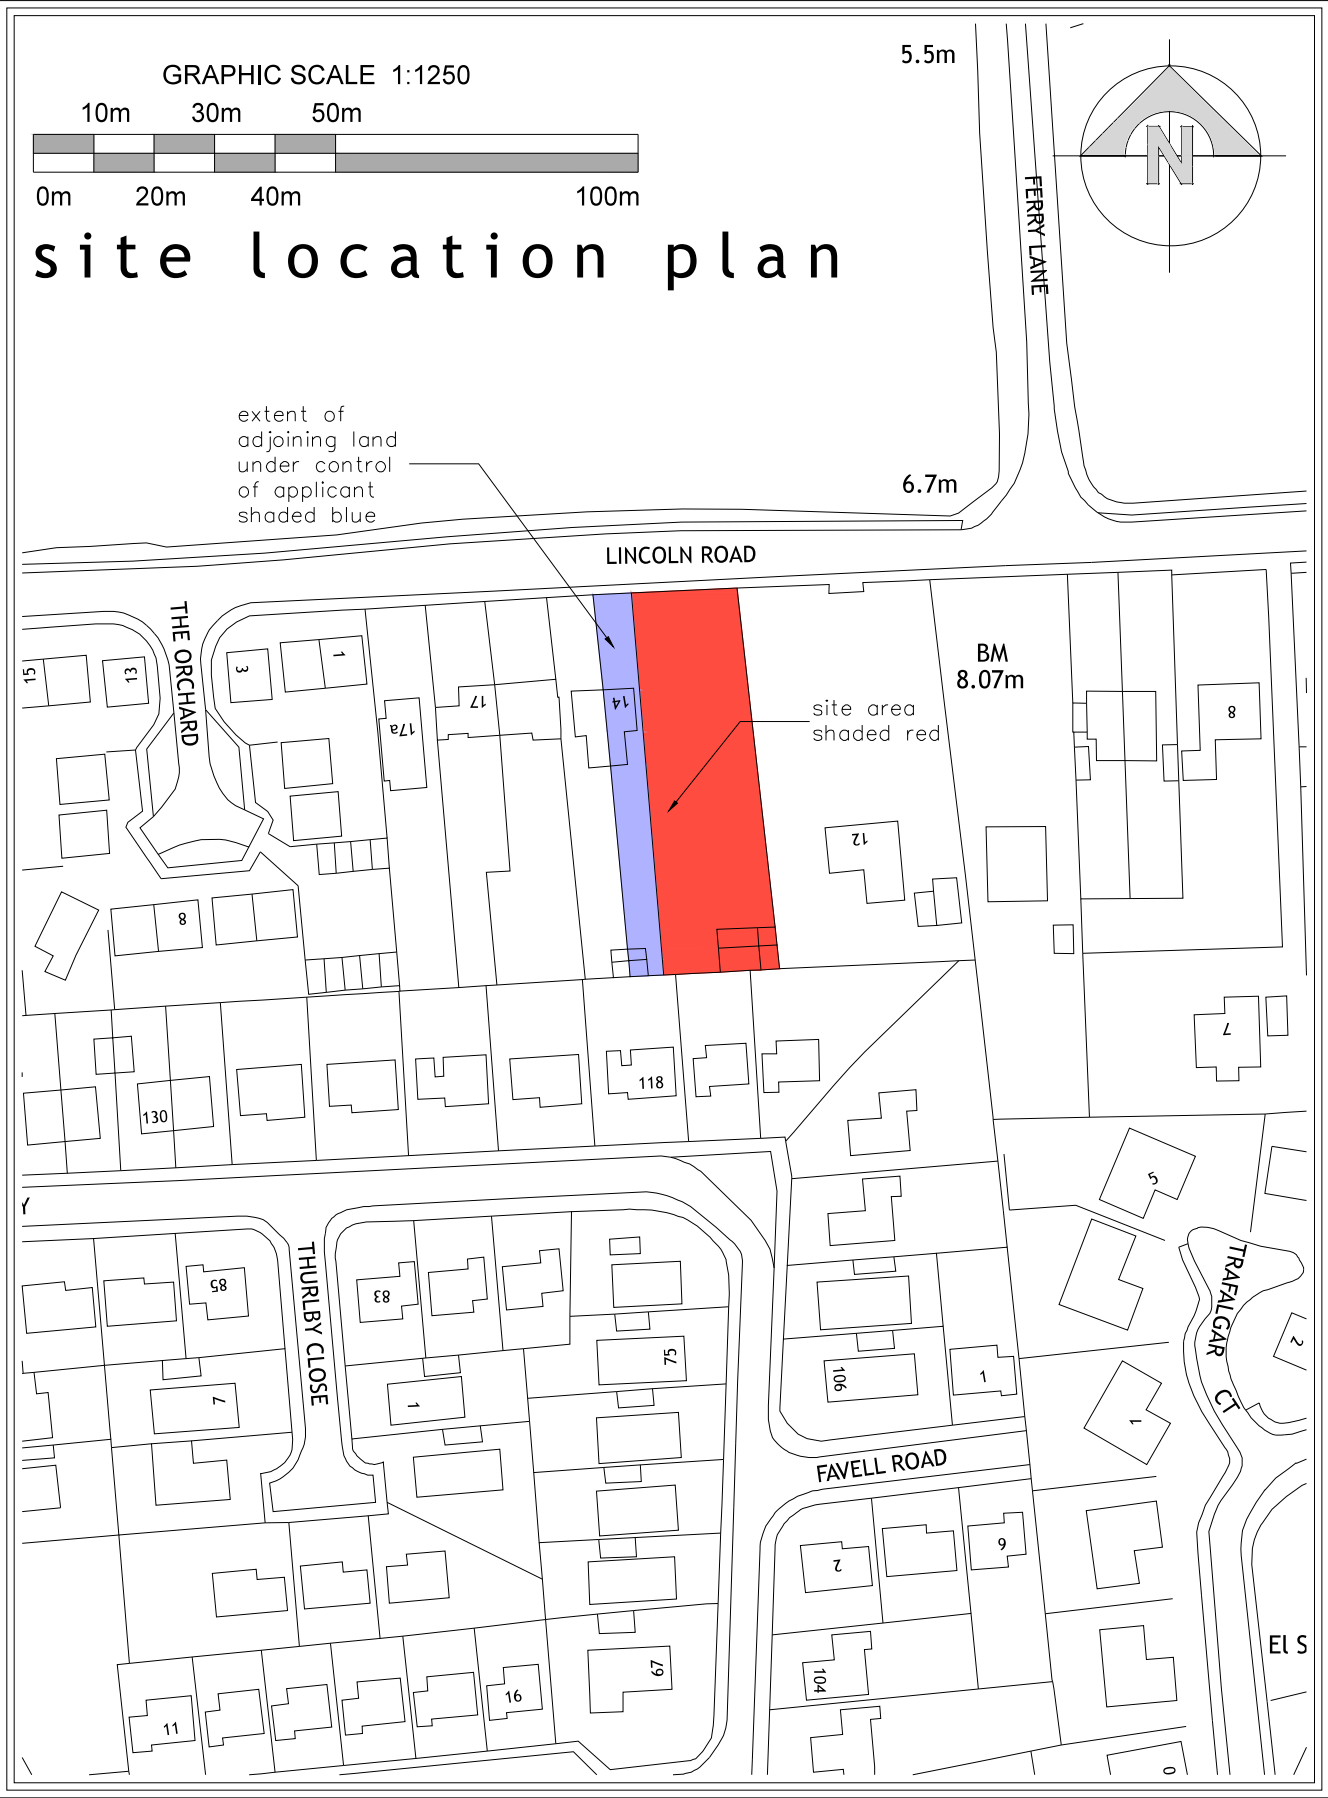 GRAPHIC SCALE 1:1250
10m 30m 50m
0m 20m 40m 100m
site location plan
5.5m
N
FERRY LANE
extent of
adjoining land
under control
of applicant
shaded blue
6.7m
LINCOLN ROAD
THE ORCHARD
15
13
3
1
17a
17
14
BM
8.07m
site area
shaded red
8
12
8
7
118
130
5
Y
THURLBY CLOSE
TRAFALGAR CT
85
83
75
2
106
1
7
1
1
FAVELL ROAD
2
9
El S
67
104
16
11
0